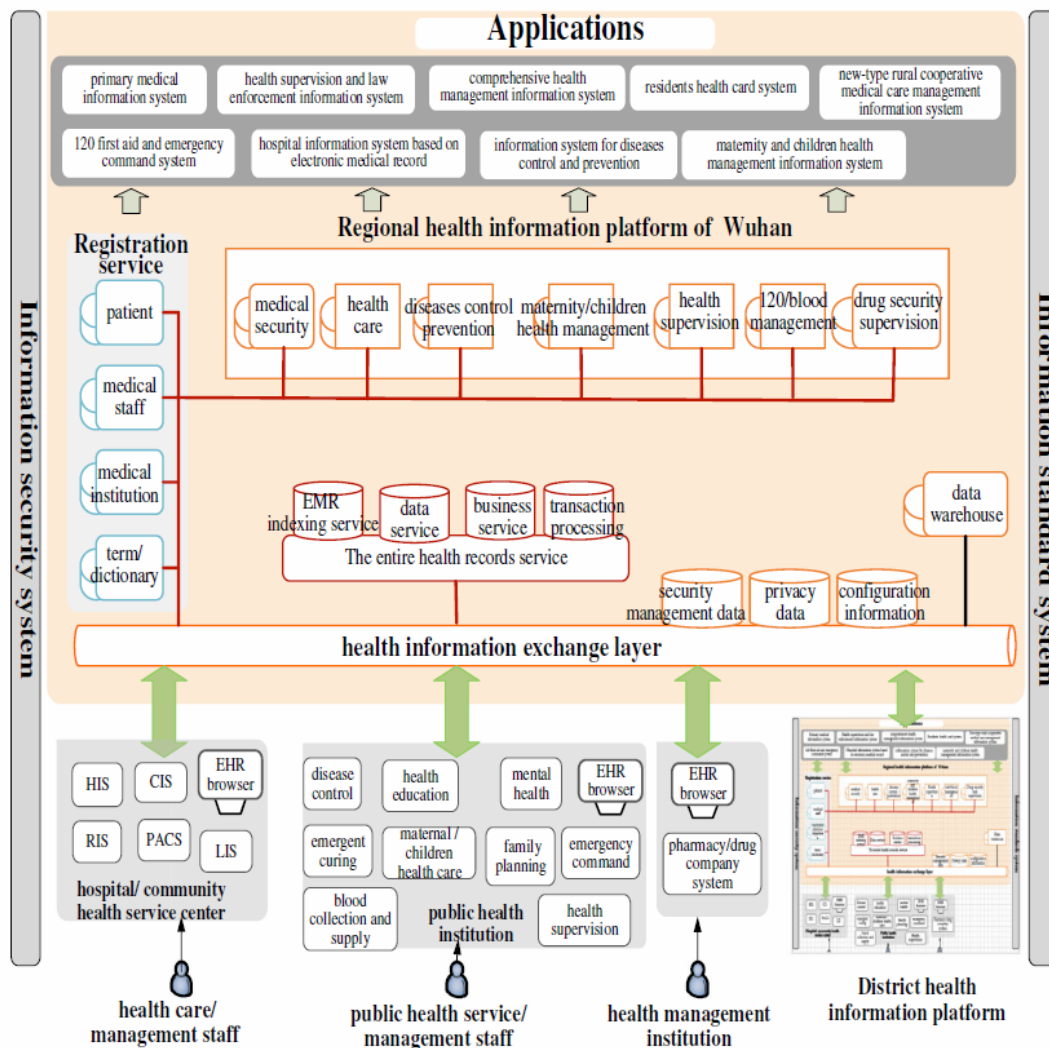 Applications
primary medical
information system
health supervision and law
enforcement information system
comprehensive health
management information system
residents health card system
new-type rural cooperative
medical care management
information system
120 first aid and emergency
command system
hospital information system based on
electronic medical record
information system for diseases
control and prevention
maternity and children health
management information system
Information security system
Information standard system
Registration
service
Regional health information platform of Wuhan
patient
medical
staff
medical
institution
term/
dictionary
medical
security
health
care
diseases control
prevention
maternity/children
health management
health
supervision
120/blood
management
drug security
supervision
EMR
indexing service
data
service
business
service
transaction
processing
The entire health records service
data
warehouse
security
management data
privacy
data
configuration
information
health information exchange layer
HIS
CIS
EHR
browser
RIS
PACS
LIS
hospital/ community
health service center
disease
control
health
education
mental
health
EHR
browser
emergent
curing
maternal /
children
health care
family
planning
emergency
command
blood
collection and
supply
public health
institution
health
supervision
EHR
browser
pharmacy/drug
company
system
health care/
management staff
public health service/
management staff
health management
institution
District health
information platform